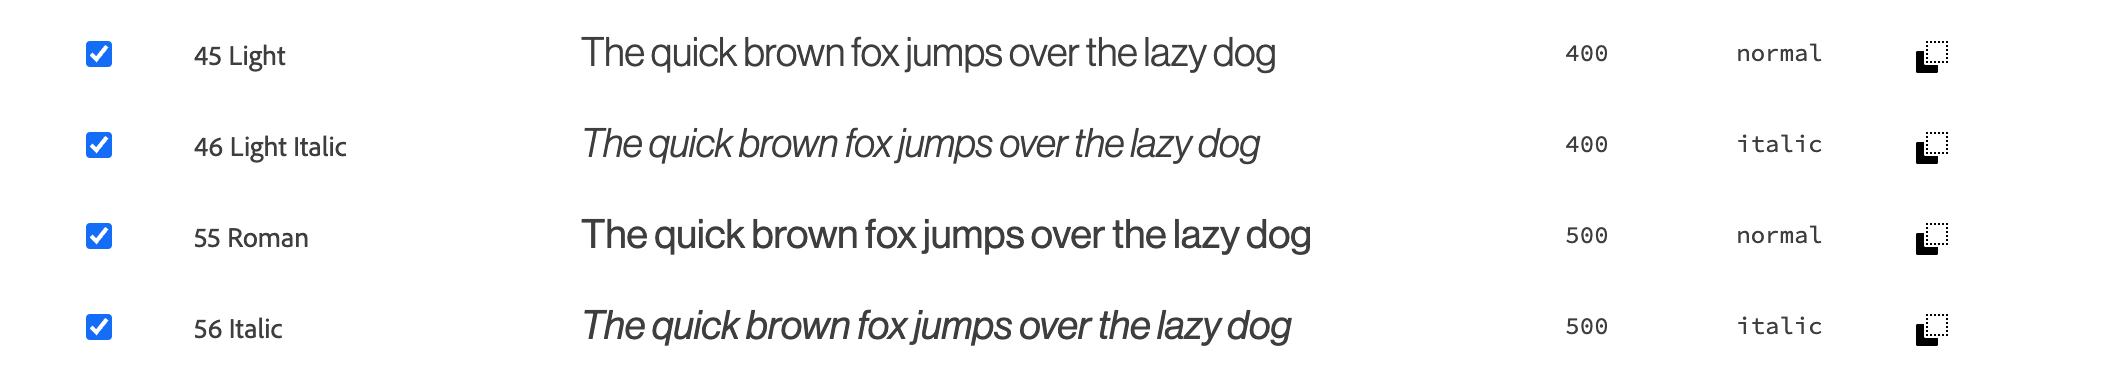 45 Light The quick brown fox jumps over the lazy dog 400 normal
46 Light Italic The quick brown fox jumps over the lazy dog 400 italic
55 Roman The quick brown fox jumps over the lazy dog 500 normal
56 Italic The quick brown fox jumps over the lazy dog 500 italic